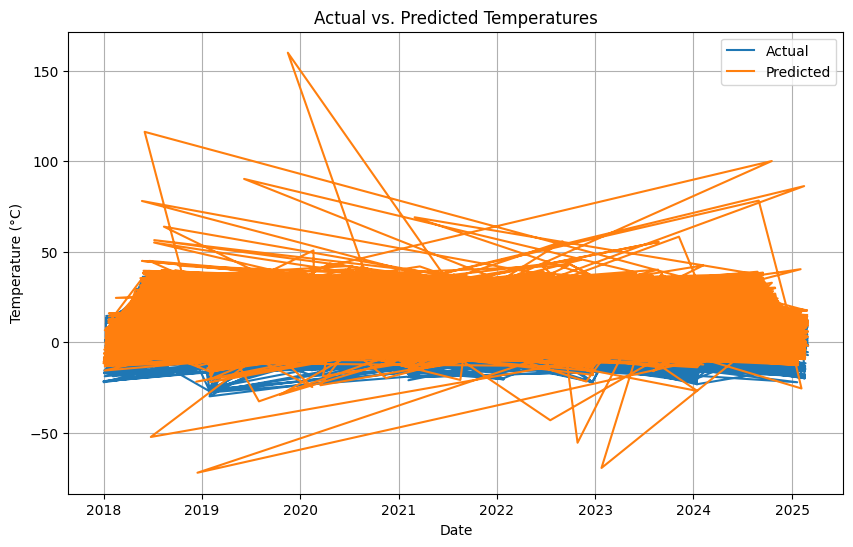 Actual vs. Predicted Temperatures
Actual
Predicted
Temperature (°C)
150
100
50
0
−50
2018 2019 2020 2021 2022 2023 2024 2025
Date